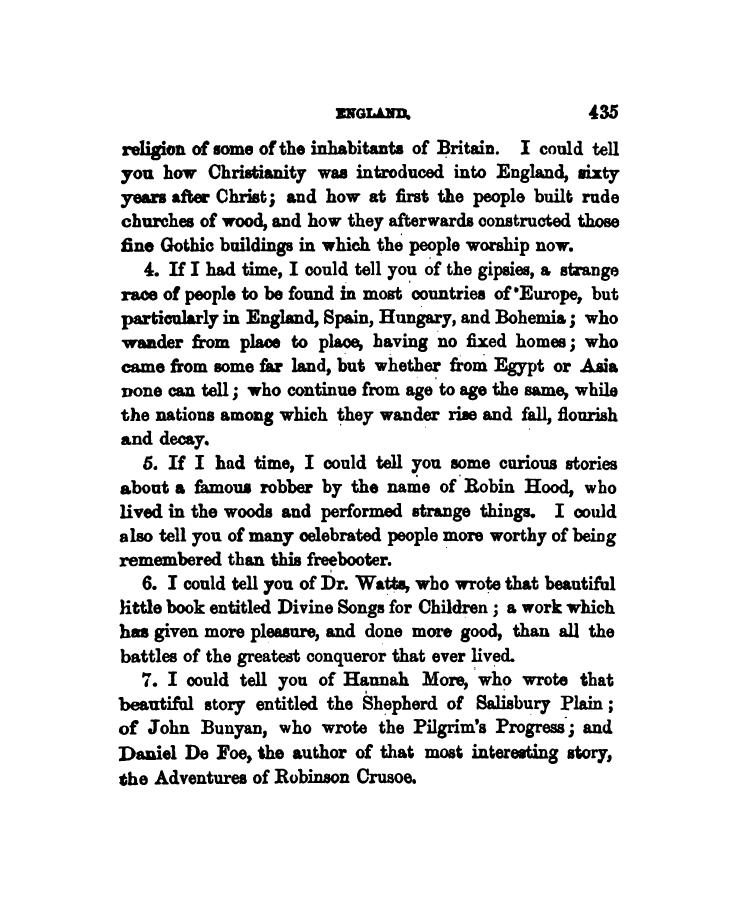 ENGLAND. 435
religion of some of the inhabitants of Britain. I could tell
you how Christianity was introduced into England, sixty
years after Christ; and how at first the people built rude
churches of wood, and how they afterwards constructed those
fine Gothic buildings in which the people worship now.
4. If I had time, I could tell you of the gipsies, a strange
race of people to be found in most countries of Europe, but
particularly in England, Spain, Hungary, and Bohemia; who
wander from place to place, having no fixed homes; who
came from some far land, but whether from Egypt or Asia
none can tell; who continue from age to age the same, while
the nations among which they wander rise and fall, flourish
and decay.
5. If I had time, I could tell you some curious stories
about a famous robber by the name of Robin Hood, who
lived in the woods and performed strange things. I could
also tell you of many celebrated people more worthy of being
remembered than this freebooter.
6. I could tell you of Dr. Watts, who wrote that beautiful
little book entitled Divine Songs for Children; a work which
has given more pleasure, and done more good, than all the
battles of the greatest conqueror that ever lived.
7. I could tell you of Hannah More, who wrote that
beautiful story entitled the Shepherd of Salisbury Plain;
of John Bunyan, who wrote the Pilgrim's Progress; and
Daniel De Foe, the author of that most interesting story,
the Adventures of Robinson Crusoe.